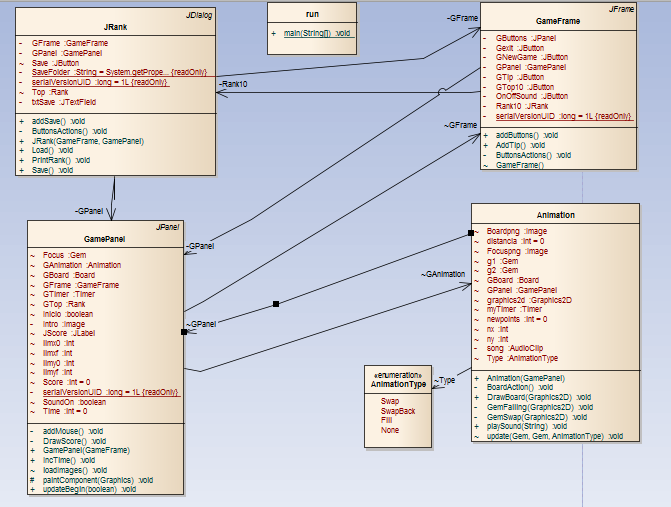 JDialog
JRank
- GFrame :GameFrame
- GPanel :GamePanel
~ Save :JButton
- SaveFolder :String = System.getPrope... {readOnly}
- serialVersionUID :long = 1L {readOnly}
~ Top :Rank
- txtSave :JTextField
+ addSave() :void
- ButtonsActions() :void
+ JRank(GameFrame, GamePanel)
+ Load() :void
+ PrintRank() :void
+ Save() :void
run
+ main(String[]) :void
JFrame
GameFrame
- GButtons :JPanel
- Gexit :JButton
- GNewGame :JButton
- GPanel :GamePanel
- GTip :JButton
- GTop10 :JButton
- OnOffSound :JButton
- Rank10 :JRank
- serialVersionUID :long = 1L {readOnly}
+ addButtons() :void
+ AddTip() :void
- ButtonsActions() :void
~ GameFrame()
-GFrame
-Rank10
~GFrame
-GPanel
-GPanel
~GPanel
~GAnimation
~Type
JPanel
GamePanel
~ Focus :Gem
~ GAnimation :Animation
~ GBoard :Board
~ GFrame :GameFrame
~ GTimer :Timer
~ GTop :Rank
~ inicio :boolean
- intro :Image
~ JScore :JLabel
~ limx0 :int
~ limxf :int
~ limy0 :int
~ limyf :int
~ Score :int = 0
- serialVersionUID :long = 1L {readOnly}
~ SoundOn :boolean
~ Time :int = 0
- addMouse() :void
- DrawScore() :void
+ GamePanel(GameFrame)
+ incTime() :void
~ loadImages() :void
# paintComponent(Graphics) :void
+ updateBegin(boolean) :void
Animation
~ Boardpng :Image
~ distancia :int = 0
~ Focuspng :Image
~ g1 :Gem
~ g2 :Gem
~ GBoard :Board
~ GPanel :GamePanel
~ graphics2d :Graphics2D
~ myTimer :Timer
~ newpoints :int = 0
~ nx :int
~ ny :int
- song :AudioClip
~ Type :AnimationType
+ Animation(GamePanel)
- BoardAction() :void
+ DrawBoard(Graphics2D) :void
- GemFalling(Graphics2D) :void
- GemSwap(Graphics2D) :void
+ playSound(String) :void
~ update(Gem, Gem, AnimationType) :void
«enumeration»
AnimationType
Swap
SwapBack
Fill
None